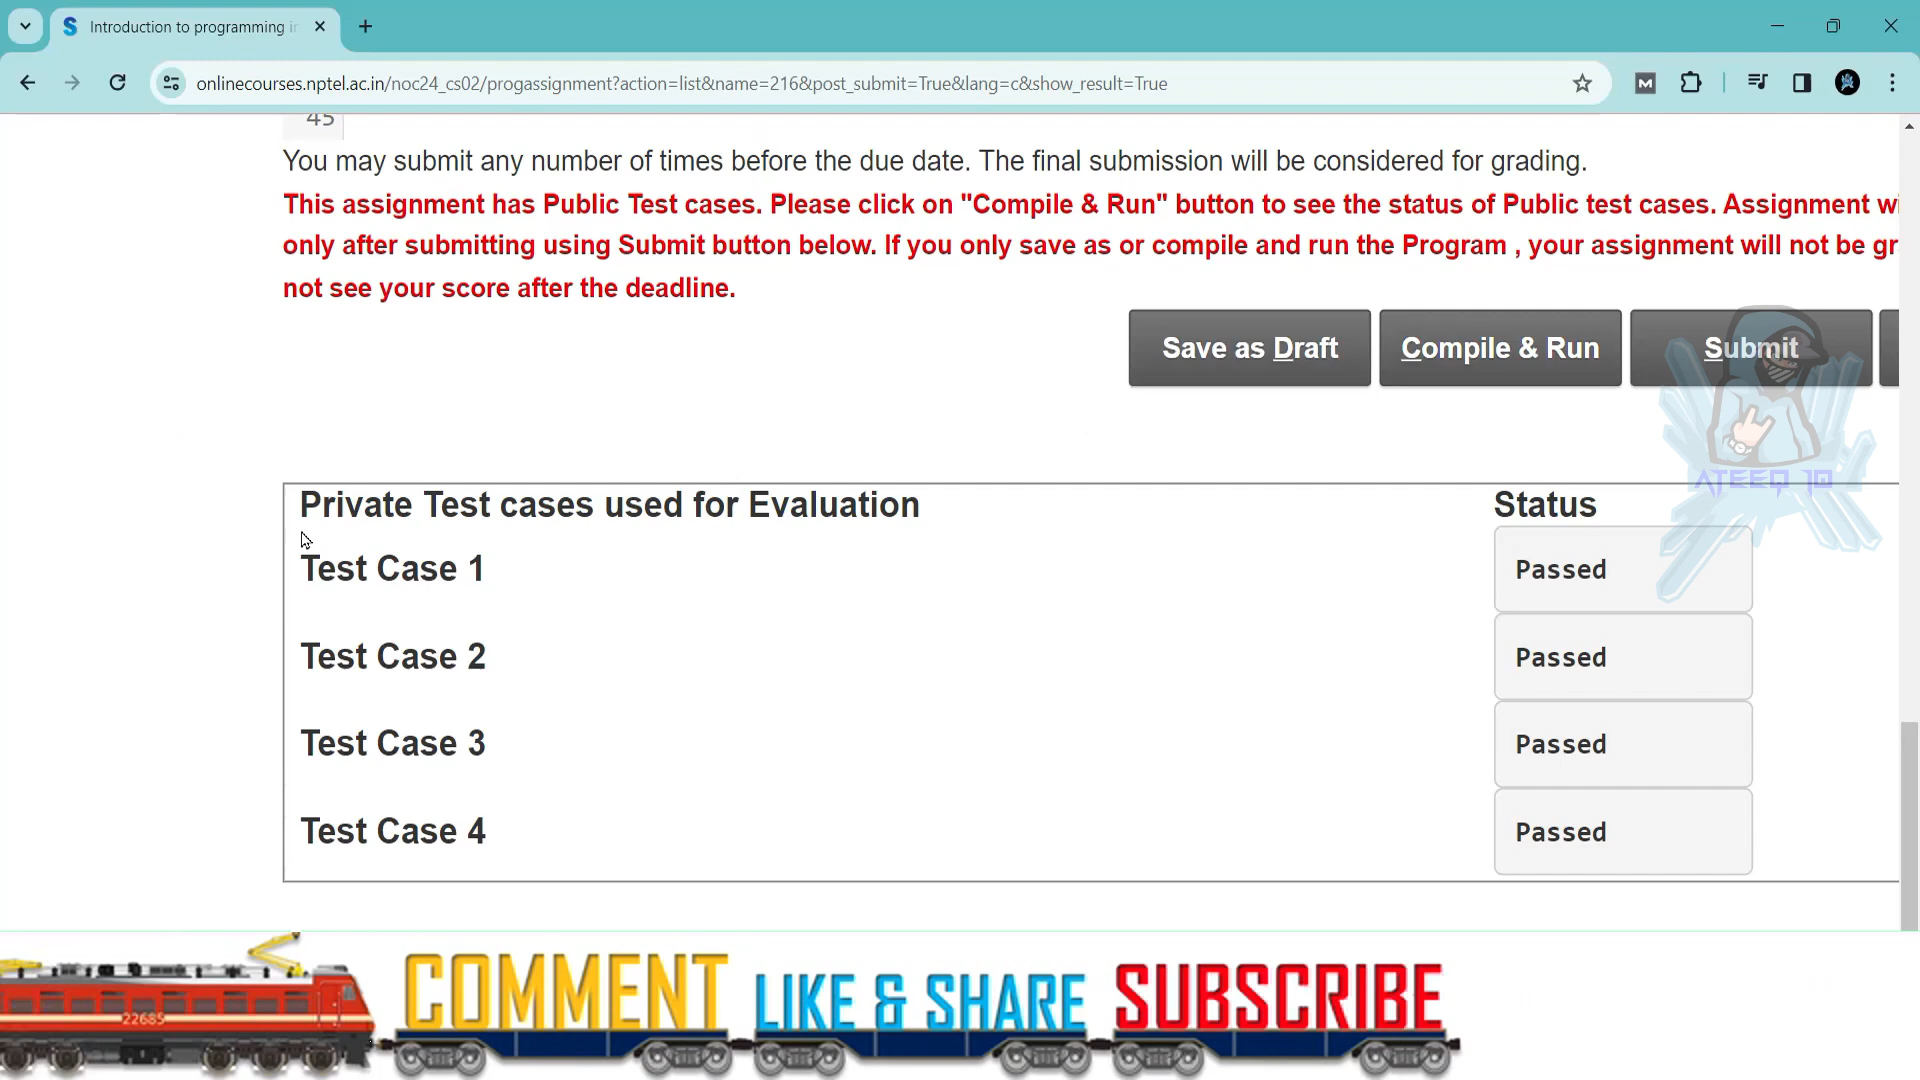 Introduction to programming in
onlinecourses.nptel.ac.in/noc24_cs02/progassignment?action=list&name=216&post_submit=True&lang=c&show_result=True
45
You may submit any number of times before the due date. The final submission will be considered for grading.
This assignment has Public Test cases. Please click on "Compile & Run" button to see the status of Public test cases. Assignment wi
only after submitting using Submit button below. If you only save as or compile and run the Program , your assignment will not be gr
not see your score after the deadline.
Save as Draft Compile & Run Submit
ATEEQ 10
Private Test cases used for Evaluation Status
Test Case 1 Passed
Test Case 2 Passed
Test Case 3 Passed
Test Case 4 Passed
22685 COMMENT LIKE & SHARE SUBSCRIBE